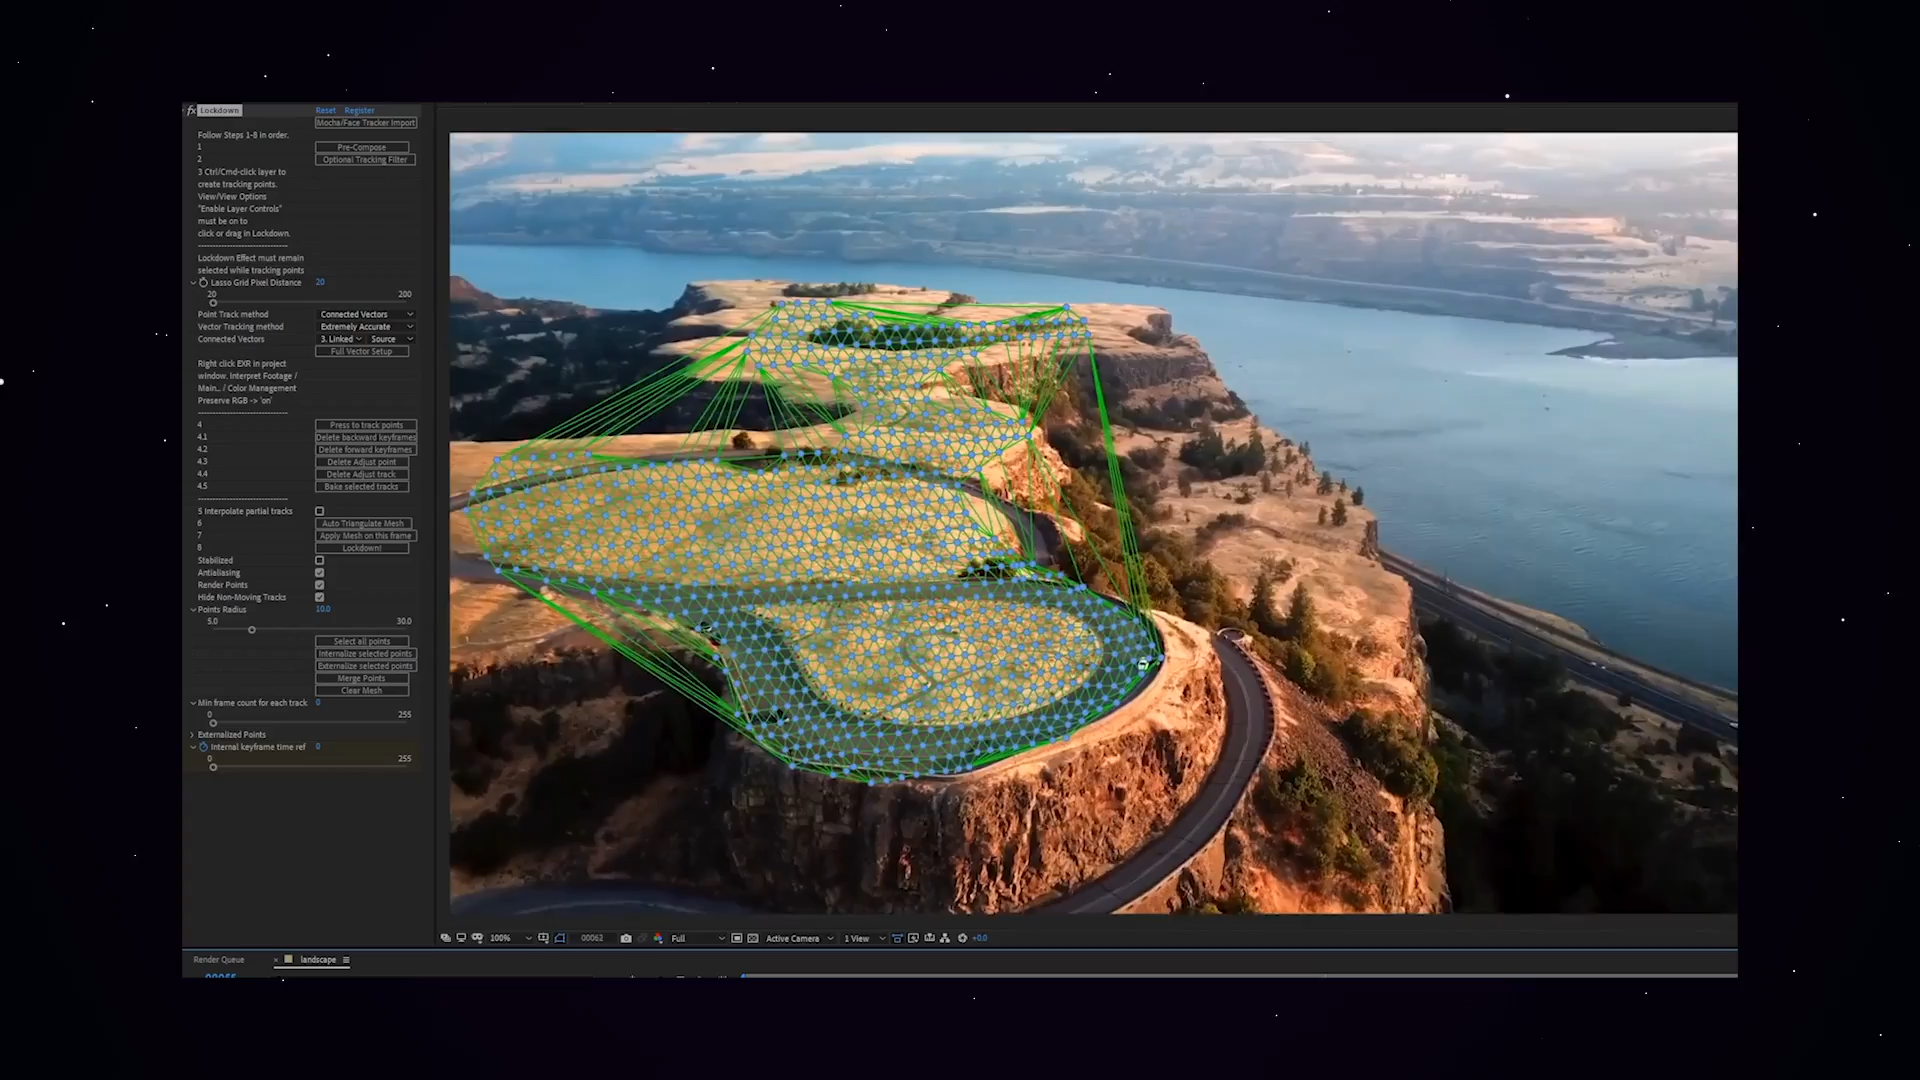 fx Lockdown Reset Register
Mocha/Face Tracker Import
Follow Steps 1-8 in order.
1 Pre-Compose
2 Optional Tracking Filter
3 Ctrl/Cmd-click layer to
create tracking points.
View/View Options
"Enable Layer Controls"
must be on to
click or drag in Lockdown.
------------------------------
Lockdown Effect must remain
selected while tracking points
Lasso Grid Pixel Distance 20
20 200
Point Track method Connected Vectors
Vector Tracking method Extremely Accurate
Connected Vectors 3. Linked Source
Full Vector Setup
Right click EXR in project
window. Interpret Footage /
Main... / Color Management
Preserve RGB -> 'on'
------------------------------
4 Press to track points
4.1 Delete backward keyframes
4.2 Delete forward keyframes
4.3 Delete Adjust point
4.4 Delete Adjust track
4.5 Bake selected tracks
------------------------------
5 Interpolate partial tracks
6 Auto Triangulate Mesh
7 Apply Mesh on this frame
8 Lockdown!
Stabilized
Antialiasing
Render Points
Hide Non-Moving Tracks
Points Radius 10.0
5.0 30.0
Select all points
Internalize selected points
Externalize selected points
Merge Points
Clear Mesh
Min frame count for each track 0
0 255
Externalized Points
Internal keyframe time ref 0
0 255
100% 00062 Full Active Camera 1 View +0.0
Render Queue × landscape